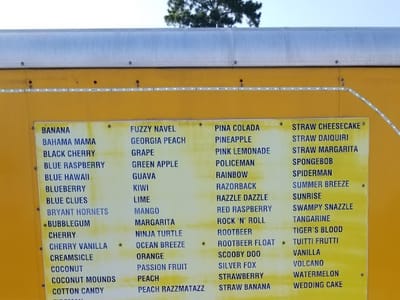 BANANA
BAHAMA MAMA
BLACK CHERRY
BLUE RASPBERRY
BLUE HAWAII
BLUEBERRY
BLUE CLUES
BRYANT HORNETS
BUBBLEGUM
CHERRY
CHERRY VANILLA
CREAMSICLE
COCONUT
COCONUT MOUNDS
COTTON CANDY
FUZZY NAVEL
GEORGIA PEACH
GRAPE
GREEN APPLE
GUAVA
KIWI
LIME
MANGO
MARGARITA
NINJA TURTLE
OCEAN BREEZE
ORANGE
PASSION FRUIT
PEACH
PEACH RAZZMATAZZ
PINA COLADA
PINEAPPLE
PINK LEMONADE
POLICEMAN
RAINBOW
RAZORBACK
RAZZLE DAZZLE
RED RASPBERRY
ROCK 'N' ROLL
ROOTBEER
ROOTBEER FLOAT
SCOOBY DOO
SILVER FOX
STRAWBERRY
STRAW BANANA
STRAW CHEESECAKE
STRAW DAIQUIRI
STRAW MARGARITA
SPONGEBOB
SPIDERMAN
SUMMER BREEZE
SUNRISE
SWAMPY SNAZZLE
TANGARINE
TIGER'S BLOOD
TUITTI FRUTTI
VANILLA
VOLCANO
WATERMELON
WEDDING CAKE